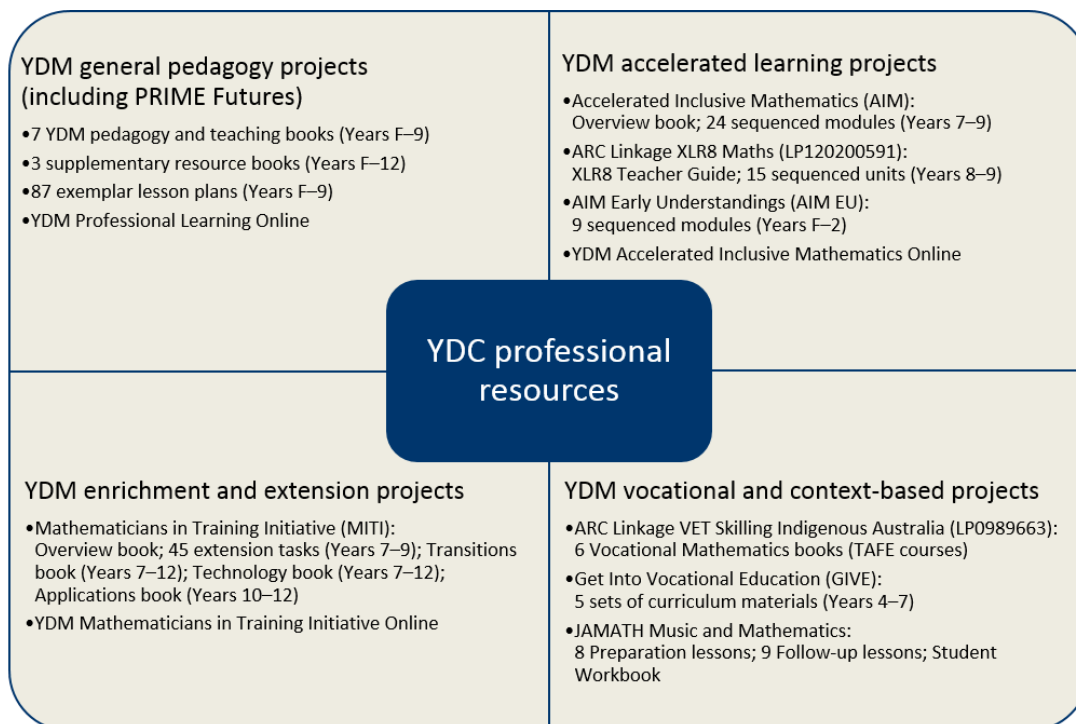 YDM general pedagogy projects
(including PRIME Futures)
•7 YDM pedagogy and teaching books (Years F–9)
•3 supplementary resource books (Years F–12)
•87 exemplar lesson plans (Years F–9)
•YDM Professional Learning Online
YDM accelerated learning projects
•Accelerated Inclusive Mathematics (AIM):
Overview book; 24 sequenced modules (Years 7–9)
•ARC Linkage XLR8 Maths (LP120200591):
XLR8 Teacher Guide; 15 sequenced units (Years 8–9)
•AIM Early Understandings (AIM EU):
9 sequenced modules (Years F–2)
•YDM Accelerated Inclusive Mathematics Online
YDC professional
resources
YDM enrichment and extension projects
•Mathematicians in Training Initiative (MITI):
Overview book; 45 extension tasks (Years 7–9); Transitions
book (Years 7–12); Technology book (Years 7–12);
Applications book (Years 10–12)
•YDM Mathematicians in Training Initiative Online
YDM vocational and context-based projects
•ARC Linkage VET Skilling Indigenous Australia (LP0989663):
6 Vocational Mathematics books (TAFE courses)
•Get Into Vocational Education (GIVE):
5 sets of curriculum materials (Years 4–7)
•JAMATH Music and Mathematics:
8 Preparation lessons; 9 Follow-up lessons; Student
Workbook